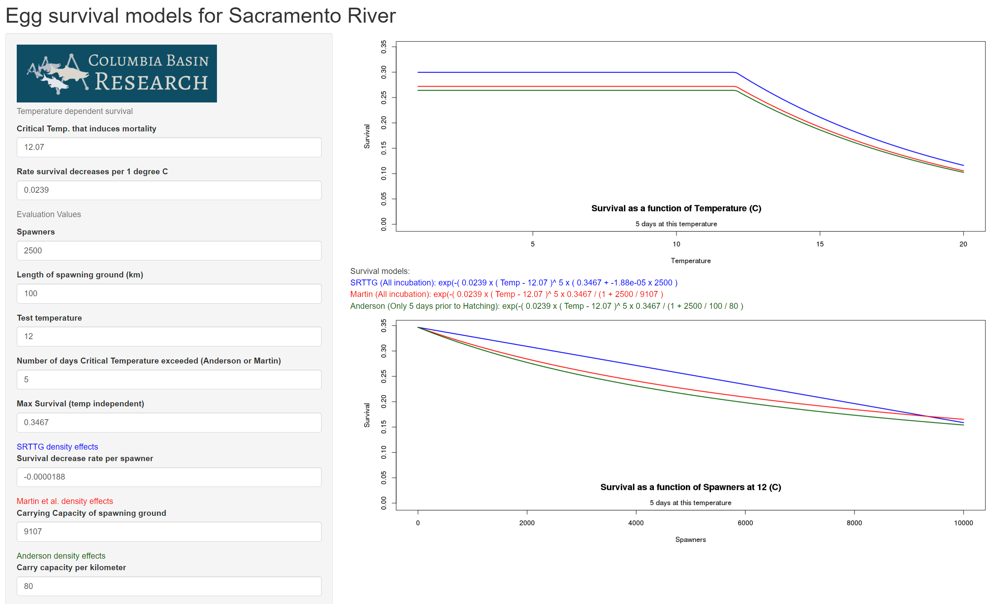 Egg survival models for Sacramento River
COLUMBIA BASIN
RESEARCH
Temperature dependent survival
Critical Temp. that induces mortality
12.07
Rate survival decreases per 1 degree C
0.0239
Evaluation Values
Spawners
2500
Length of spawning ground (km)
100
Test temperature
12
Number of days Critical Temperature exceeded (Anderson or Martin)
5
Max Survival (temp independent)
0.3467
SRTTG density effects
Survival decrease rate per spawner
-0.0000188
Martin et al. density effects
Carrying Capacity of spawning ground
9107
Anderson density effects
Carry capacity per kilometer
80
0.35
0.30
0.25
0.20
0.15
0.10
0.05
0.00
Survival
Survival as a function of Temperature (C)
5 days at this temperature
5 10 15 20
Temperature
Survival models:
SRTTG (All incubation): exp(-( 0.0239 x ( Temp - 12.07 )^ 5 x ( 0.3467 + -1.88e-05 x 2500 )
Martin (All incubation): exp(-( 0.0239 x ( Temp - 12.07 )^ 5 x 0.3467 / (1 + 2500 / 9107 )
Anderson (Only 5 days prior to Hatching): exp(-( 0.0239 x ( Temp - 12.07 )^ 5 x 0.3467 / (1 + 2500 / 100 / 80 )
0.35
0.30
0.25
0.20
0.15
0.10
0.05
0.00
Survival
Survival as a function of Spawners at 12 (C)
5 days at this temperature
0 2000 4000 6000 8000 10000
Spawners